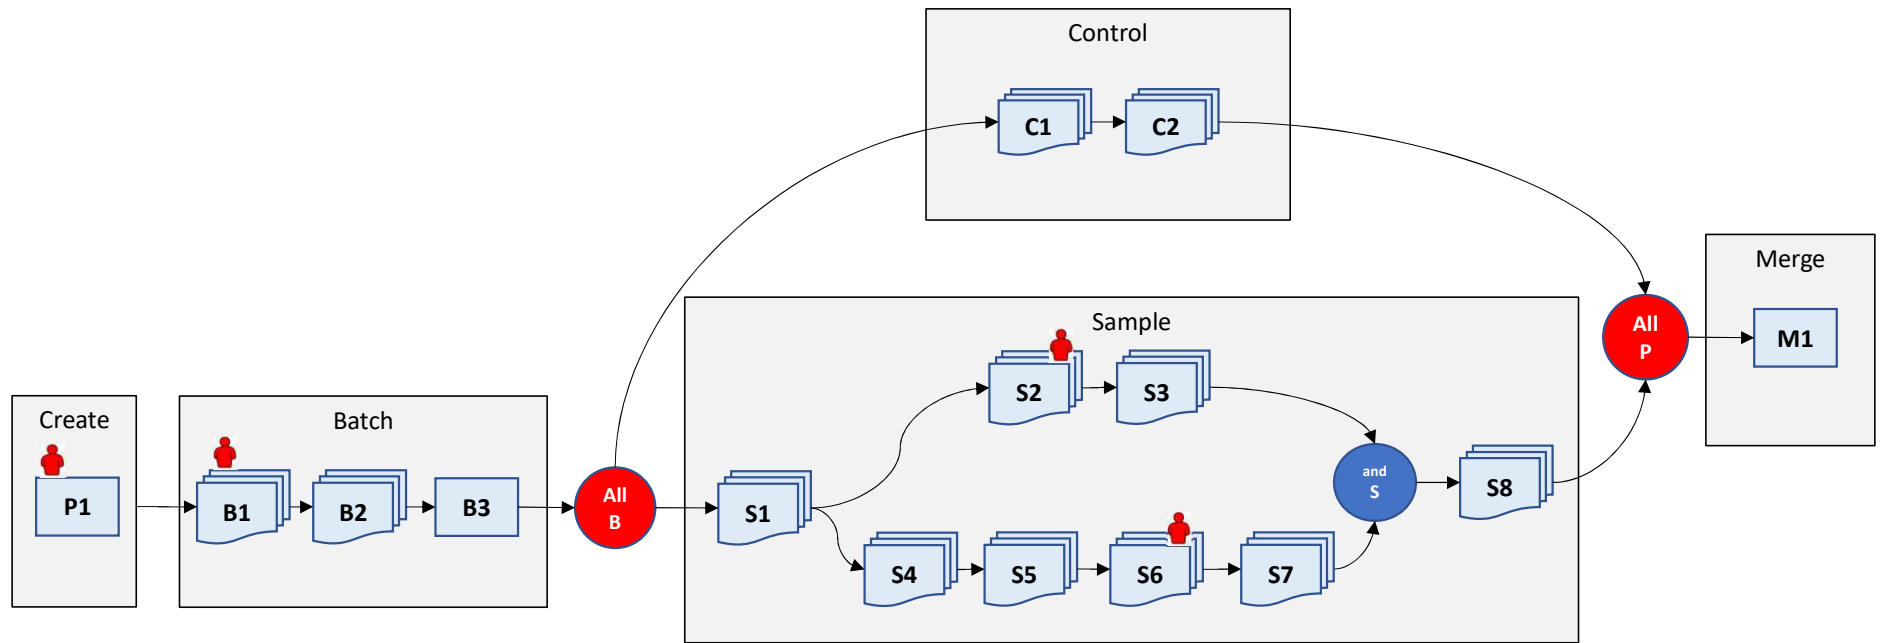 Control
C1
C2
Merge
All
P
M1
Sample
S2
S3
Create
P1
Batch
B1
B2
B3
All
B
S1
and
S
S8
S4
S5
S6
S7